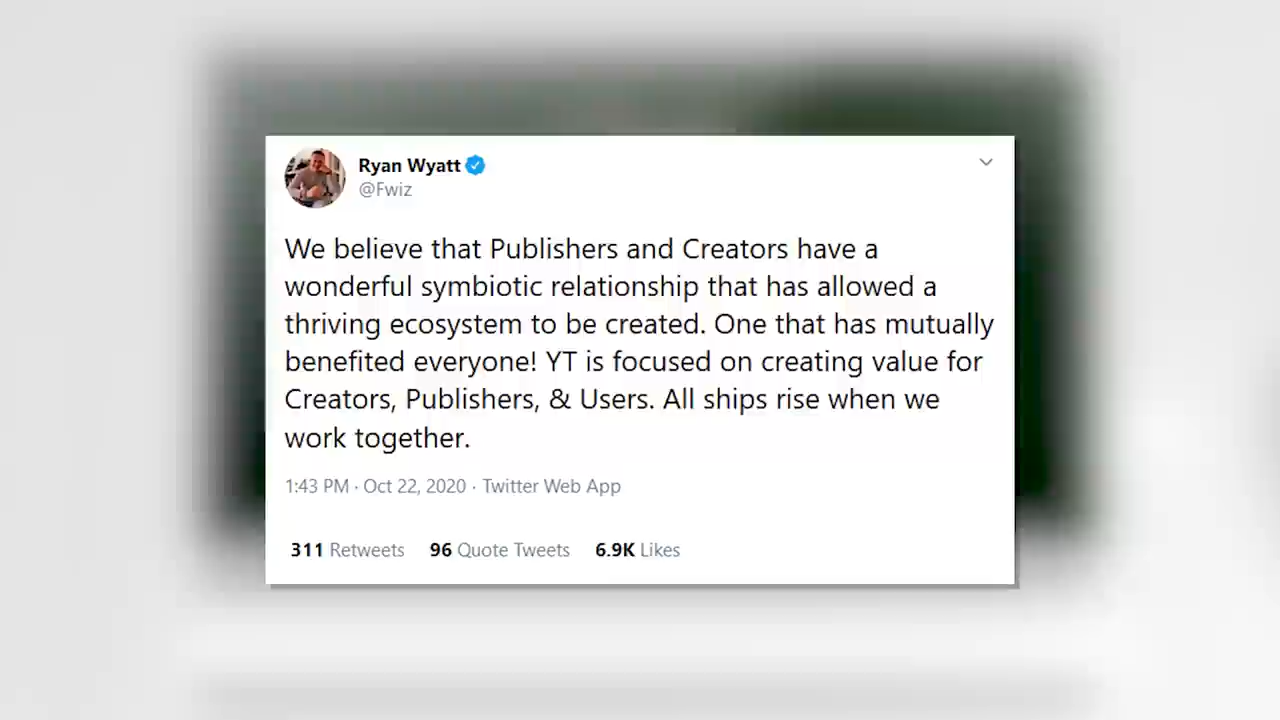 Ryan Wyatt
@Fwiz
We believe that Publishers and Creators have a
wonderful symbiotic relationship that has allowed a
thriving ecosystem to be created. One that has mutually
benefited everyone! YT is focused on creating value for
Creators, Publishers, & Users. All ships rise when we
work together.
1:43 PM · Oct 22, 2020 · Twitter Web App
311 Retweets 96 Quote Tweets 6.9K Likes